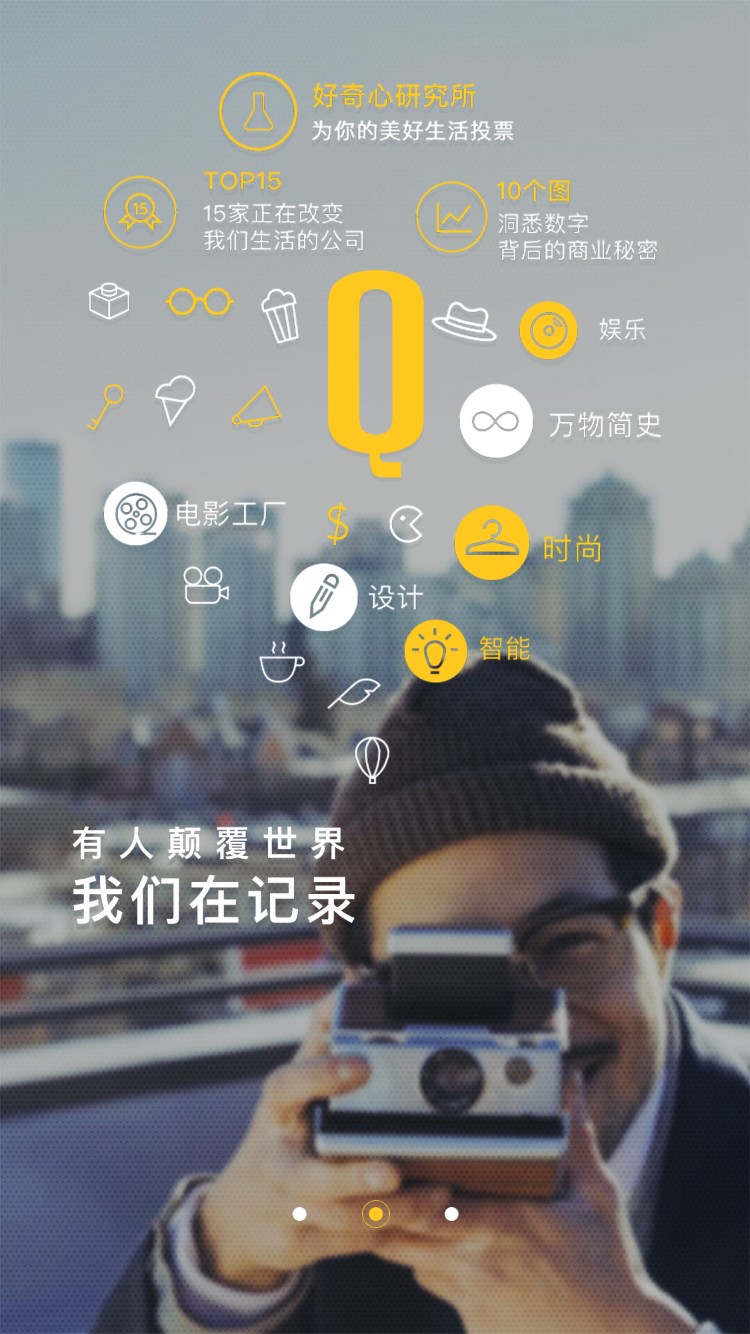 好奇心研究所
为你的美好生活投票
TOP15
15
15家正在改变
我们生活的公司
10个图
洞悉数字
背后的商业秘密
Q
娱乐
万物简史
电影工厂
$
时尚
设计
智能
有人颠覆世界
我们在记录